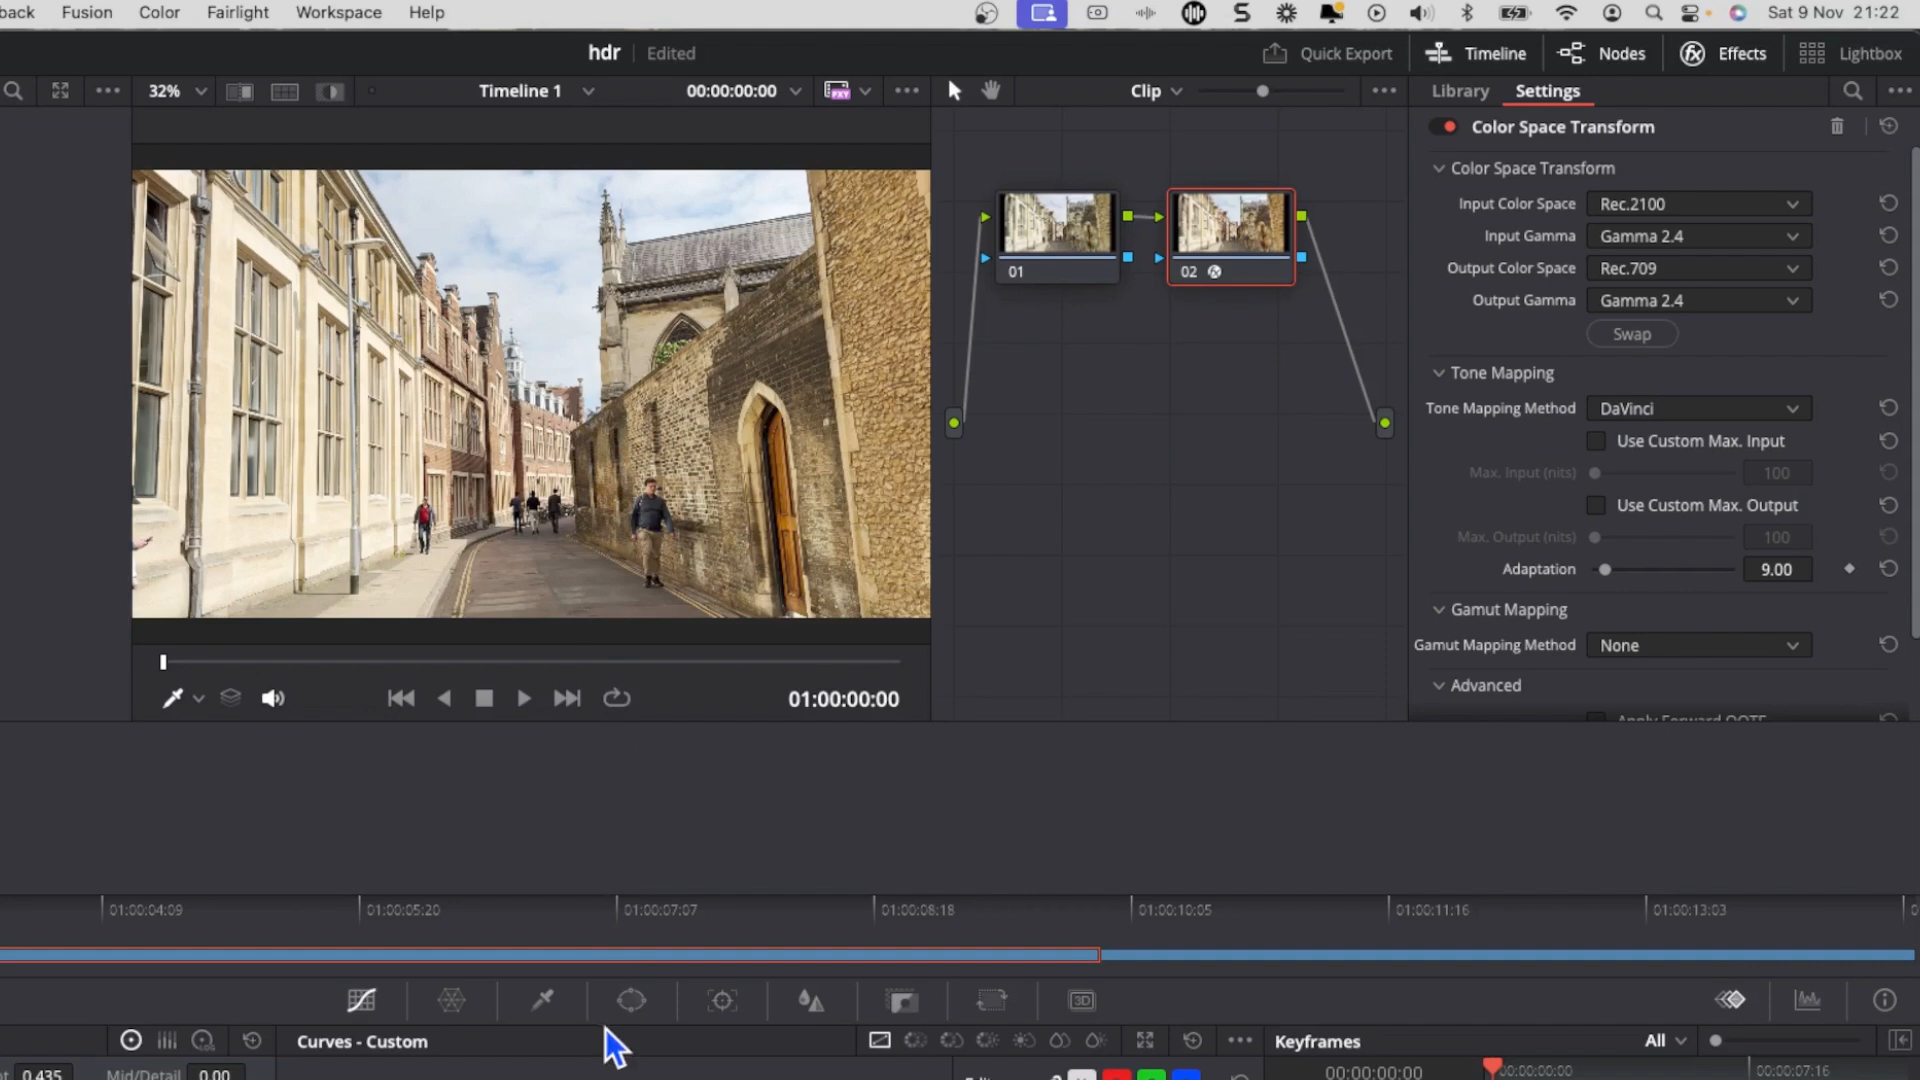 back Fusion Color Fairlight Workspace Help Sat 9 Nov 21:22
hdr Edited Quick Export Timeline Nodes Effects Lightbox
32% Timeline 1 00:00:00:00 Clip Library Settings
Color Space Transform
Color Space Transform
Input Color Space Rec.2100
Input Gamma Gamma 2.4
Output Color Space Rec.709
Output Gamma Gamma 2.4
Swap
01 02
Tone Mapping
Tone Mapping Method DaVinci
Use Custom Max. Input
Max. Input (nits) 100
Use Custom Max. Output
Max. Output (nits) 100
Adaptation 9.00
Gamut Mapping
Gamut Mapping Method None
Advanced
Apply Forward OOTF
01:00:00:00
01:00:04:09 01:00:05:20 01:00:07:07 01:00:08:18 01:00:10:05 01:00:11:16 01:00:13:03
3D
Curves - Custom Keyframes All
0.435 Mid/Detail 0.00 00:00:00:00 00:00:00:00 00:00:07:16